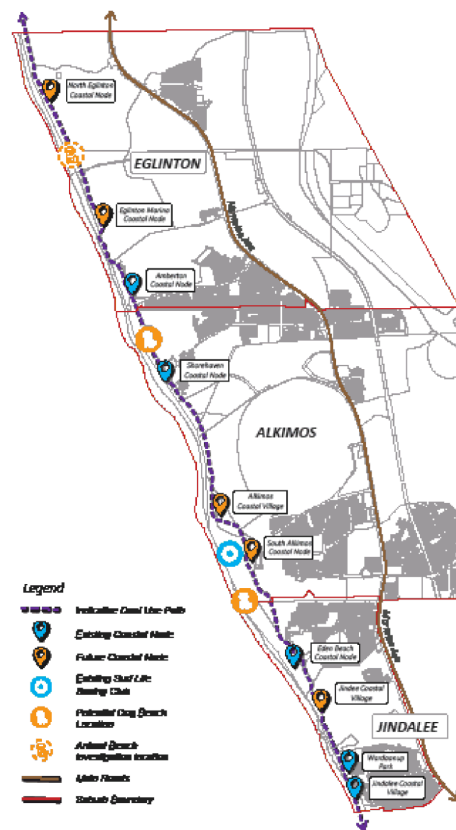 North Eglinton
Coastal Node
EGLINTON
Eglinton Marina
Coastal Node
Amberton
Coastal Node
Shorehaven
Coastal Node
ALKIMOS
Alkimos
Coastal Village
South Alkimos
Coastal Node
Eden Beach
Coastal Node
Jindee Coastal
Village
JINDALEE
Wardoonup
Park
Jindalee Coastal
Village
Legend
Indicative Dual Use Path
Existing Coastal Node
Future Coastal Node
Existing Surf Life
Saving Club
Potential Dog Beach
Location
Animal Beach
Investigation location
Main Roads
Suburb Boundary